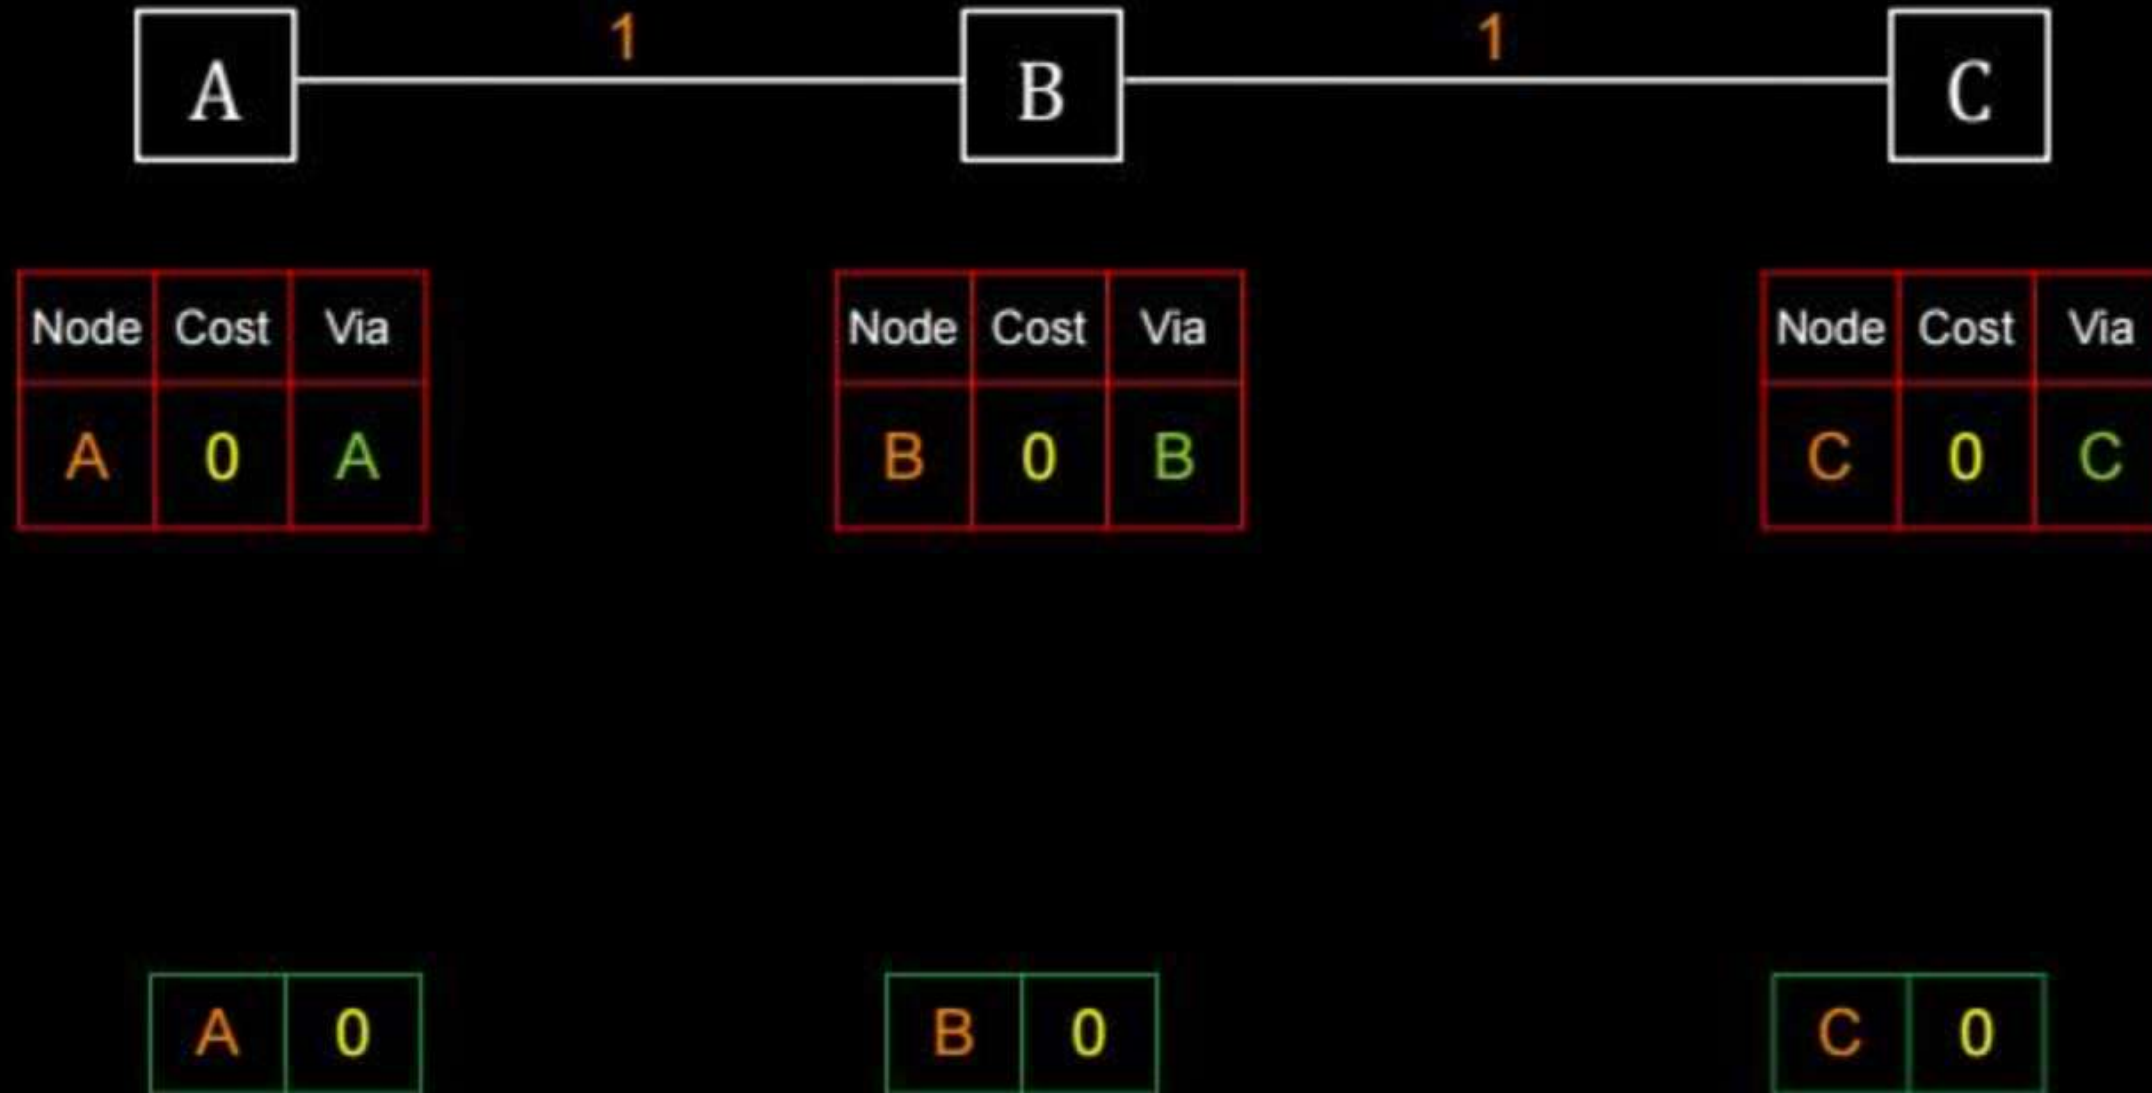 1 1
A B C
Node Cost Via Node Cost Via Node Cost Via
A 0 A B 0 B C 0 C
A 0 B 0 C 0